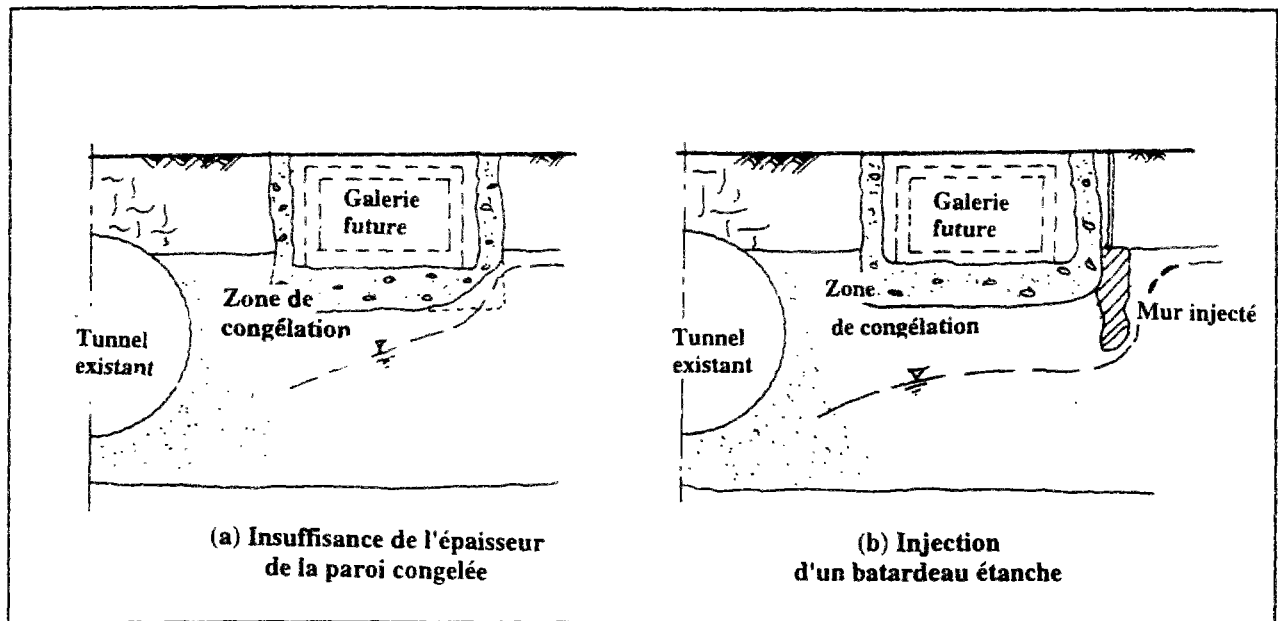 Galerie
future
Zone de
congélation
Tunnel
existant
(a) Insuffisance de l'épaisseur
de la paroi congelée
Galerie
future
Zone
de congélation
Mur injecté
Tunnel
existant
(b) Injection
d'un batardeau étanche